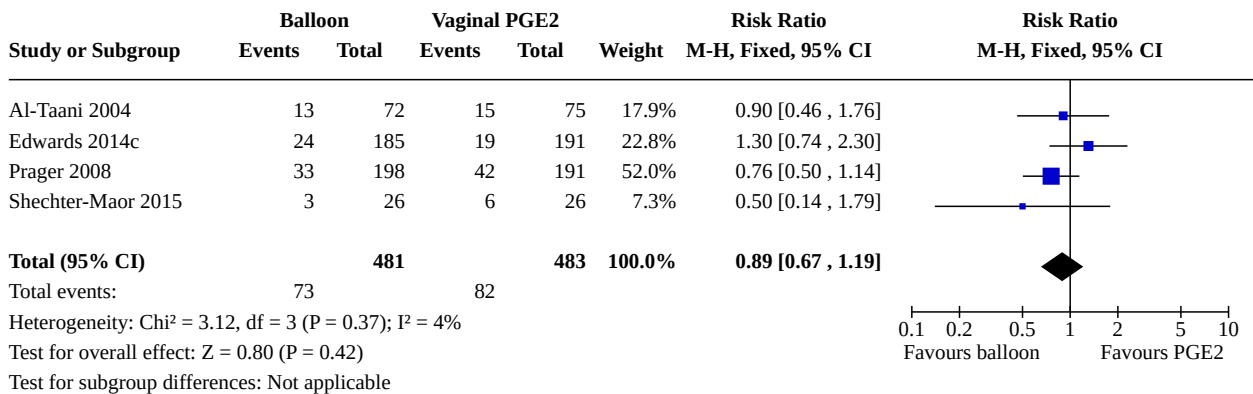 Balloon Vaginal PGE2 Risk Ratio Risk Ratio
Study or Subgroup Events Total Events Total Weight M-H, Fixed, 95% CI M-H, Fixed, 95% CI
Al-Taani 2004 13 72 15 75 17.9% 0.90 [0.46 , 1.76]
Edwards 2014c 24 185 19 191 22.8% 1.30 [0.74 , 2.30]
Prager 2008 33 198 42 191 52.0% 0.76 [0.50 , 1.14]
Shechter-Maor 2015 3 26 6 26 7.3% 0.50 [0.14 , 1.79]
Total (95% CI) 481 483 100.0% 0.89 [0.67 , 1.19]
Total events: 73 82
Heterogeneity: Chi² = 3.12, df = 3 (P = 0.37); I² = 4%
Test for overall effect: Z = 0.80 (P = 0.42)
Test for subgroup differences: Not applicable
0.1 0.2 0.5 1 2 5 10
Favours balloon Favours PGE2